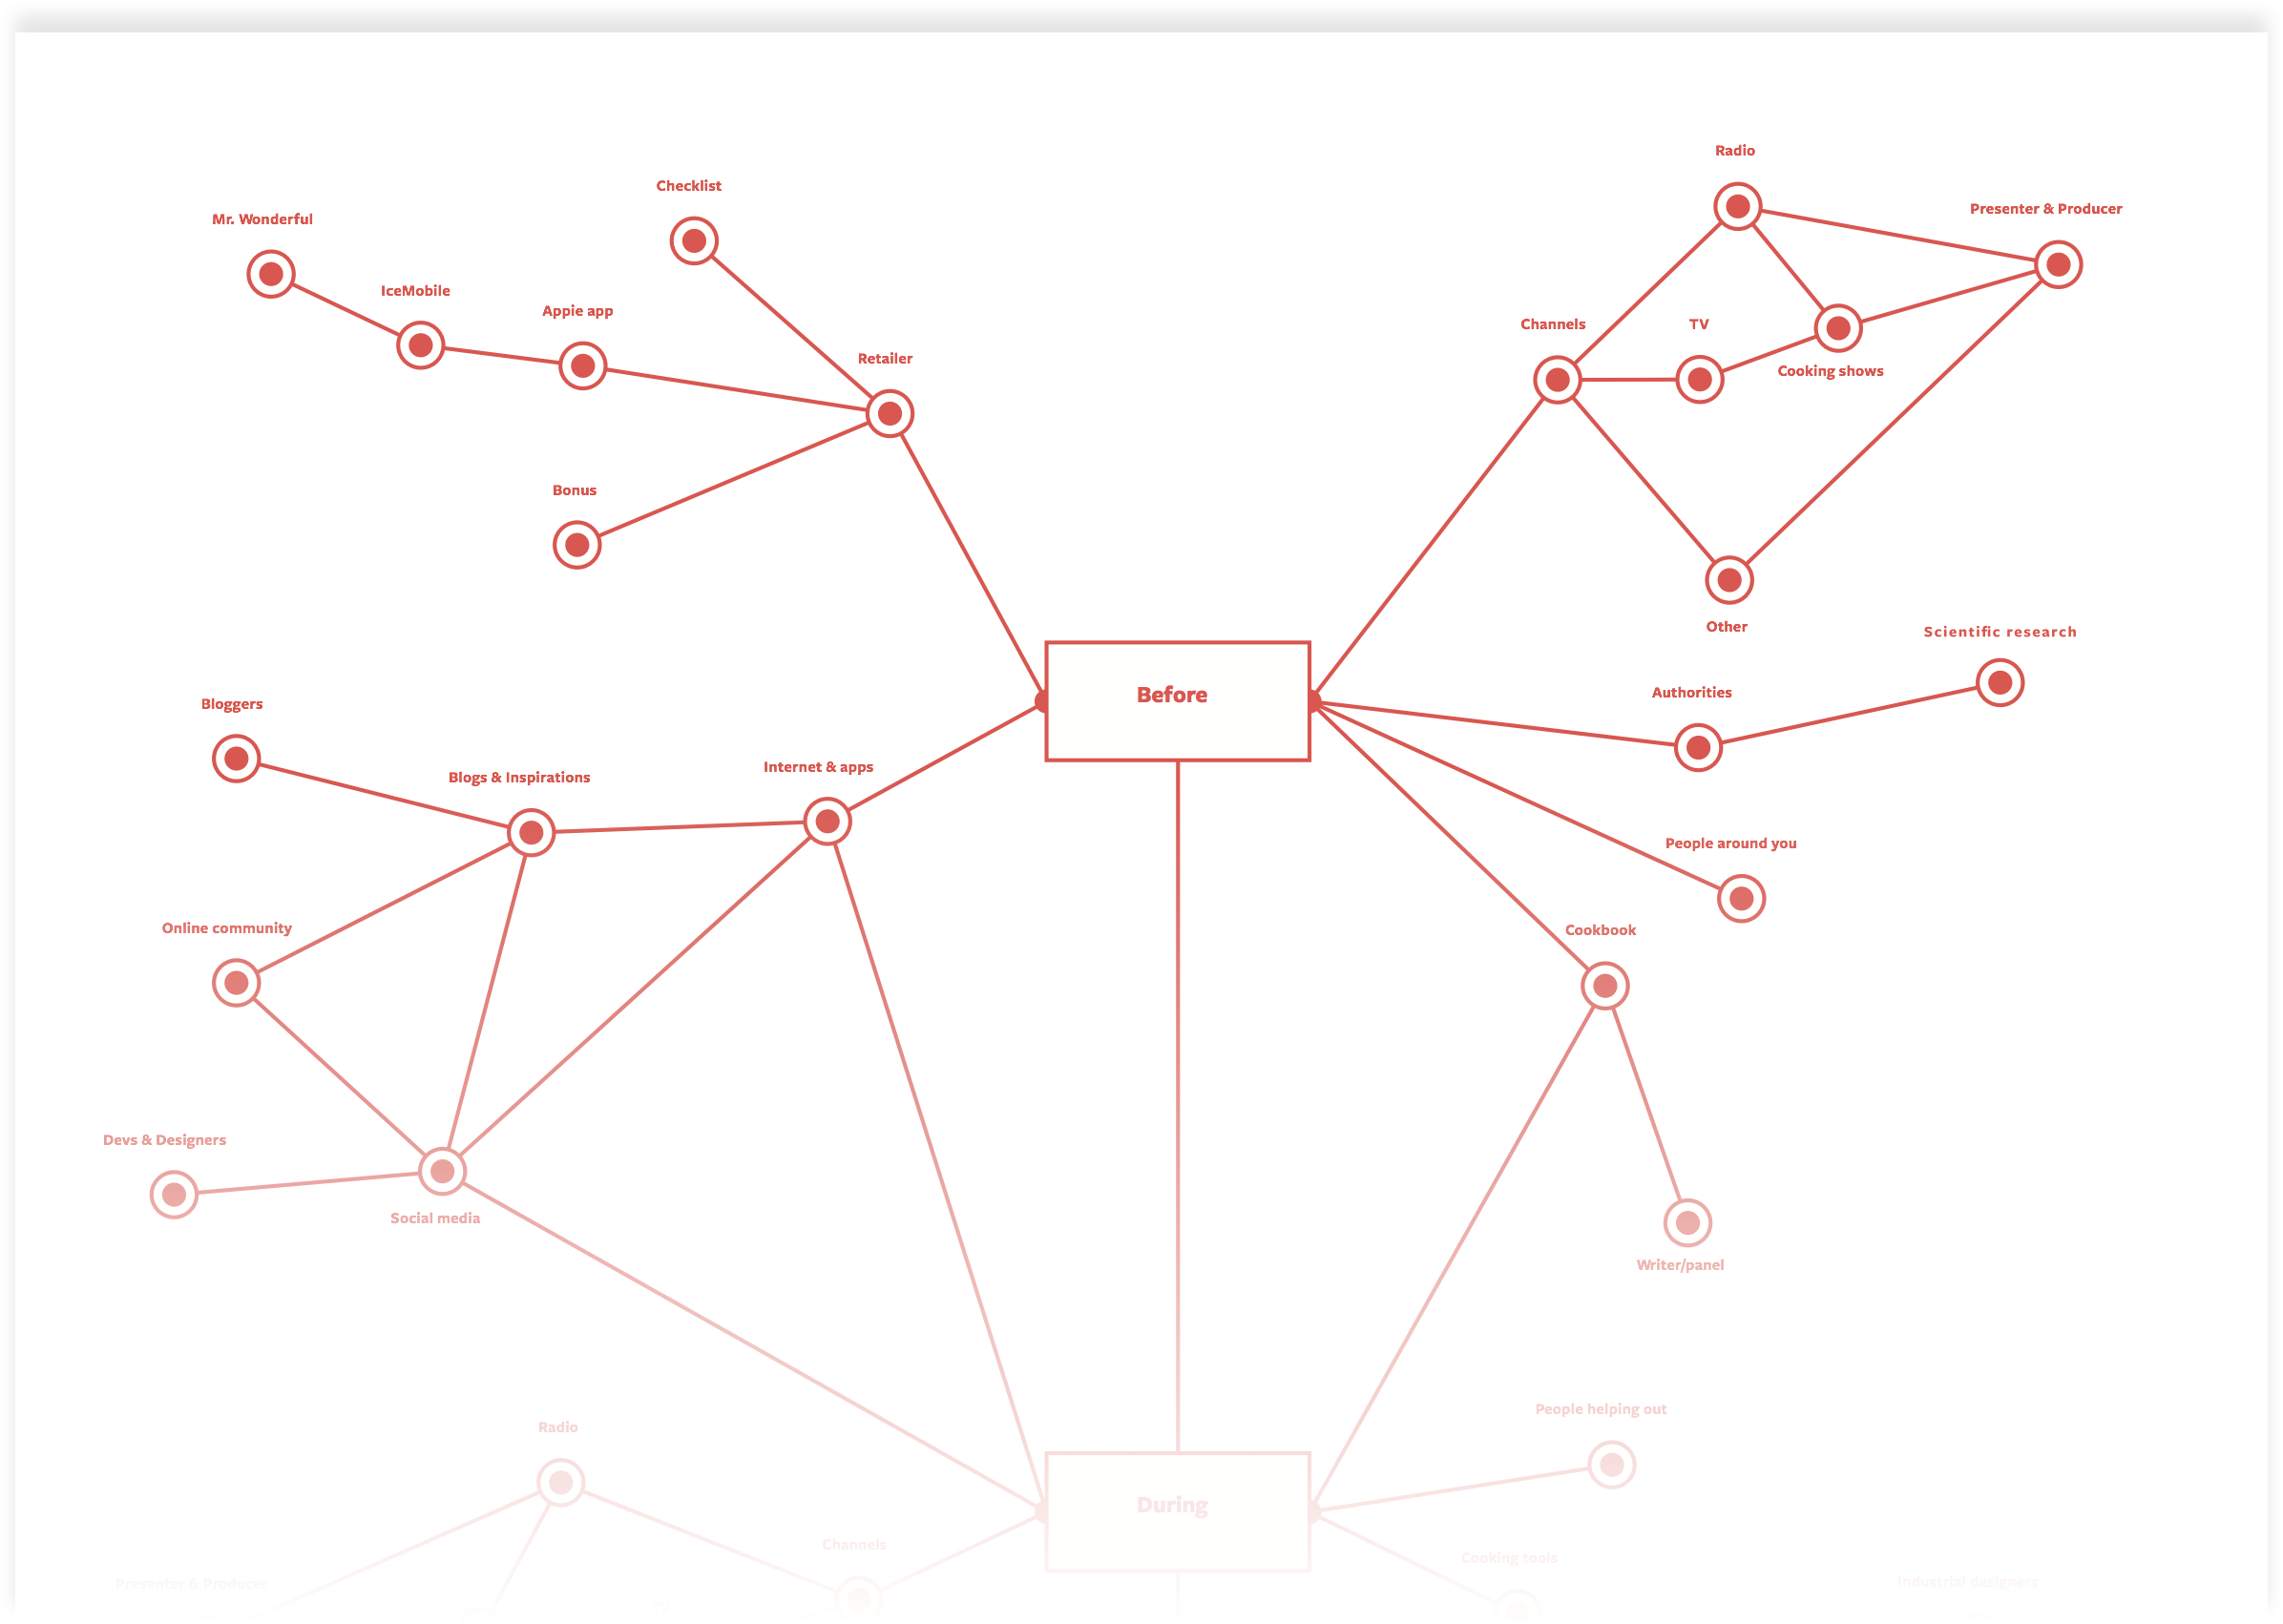 Radio
Checklist
Presenter & Producer
Mr. Wonderful
IceMobile
Appie app
Channels
TV
Retailer
Cooking shows
Bonus
Other
Scientific research
Authorities
Before
Bloggers
Internet & apps
Blogs & Inspirations
People around you
Online community
Cookbook
Devs & Designers
Social media
Writer/panel
People helping out
Radio
During
Channels
Cooking tools
Industrial designers
Presenter & Producer
TV